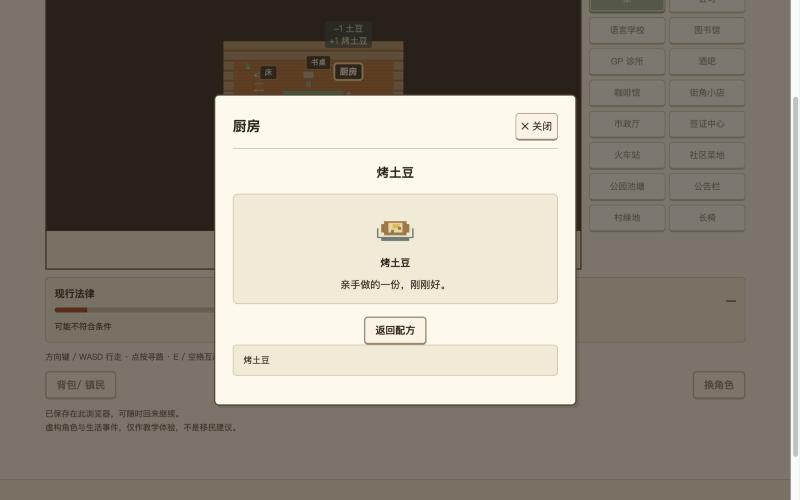 −1 土豆
+1 烤土豆
书桌
床
厨房
语言学校
图书馆
GP 诊所
酒吧
咖啡馆
街角小店
市政厅
签证中心
火车站
社区菜地
公园池塘
公告栏
村绿地
长椅
厨房
× 关闭
烤土豆
烤土豆
亲手做的一份，刚刚好。
返回配方
烤土豆
现行法律
可能不符合条件
方向键 / WASD 行走 · 点按寻路 · E / 空格互
背包/ 镇民
换角色
已保存在此浏览器，可随时回来继续。
虚构角色与生活事件，仅作教学体验，不是移民建议。